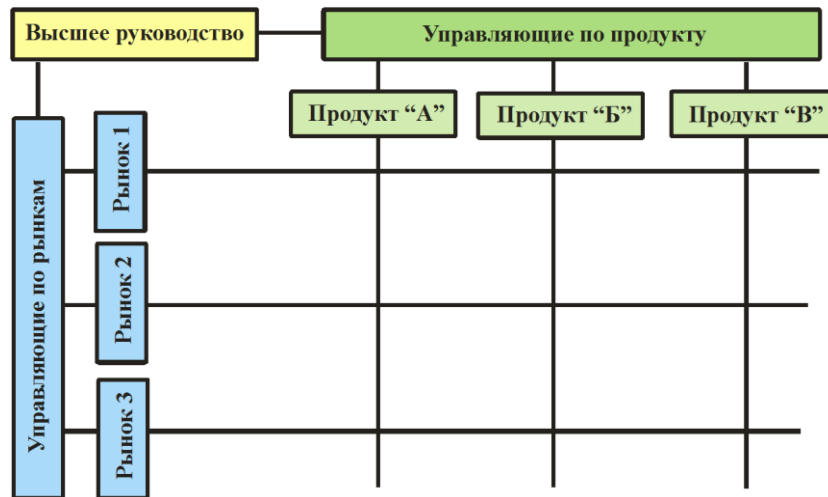 Высшее руководство
Управляющие по продукту
Продукт “А”
Продукт “Б”
Продукт “В”
Управляющие по рынкам
Рынок 1
Рынок 2
Рынок 3